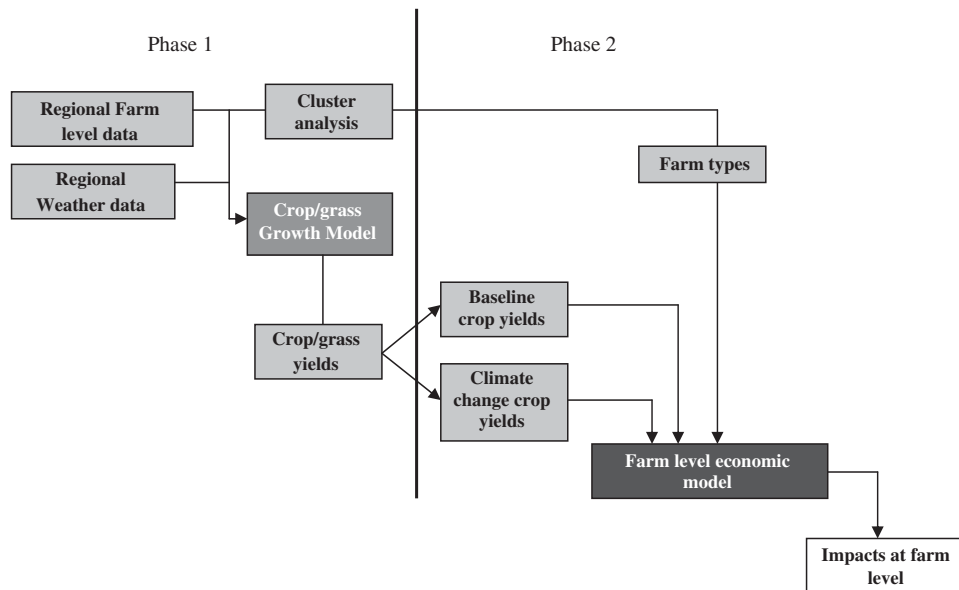 Phase 1
Phase 2
Regional Farm
level data
Cluster
analysis
Farm types
Regional
Weather data
Crop/grass
Growth Model
Baseline
crop yields
Crop/grass
yields
Climate
change crop
yields
Farm level economic
model
Impacts at farm
level